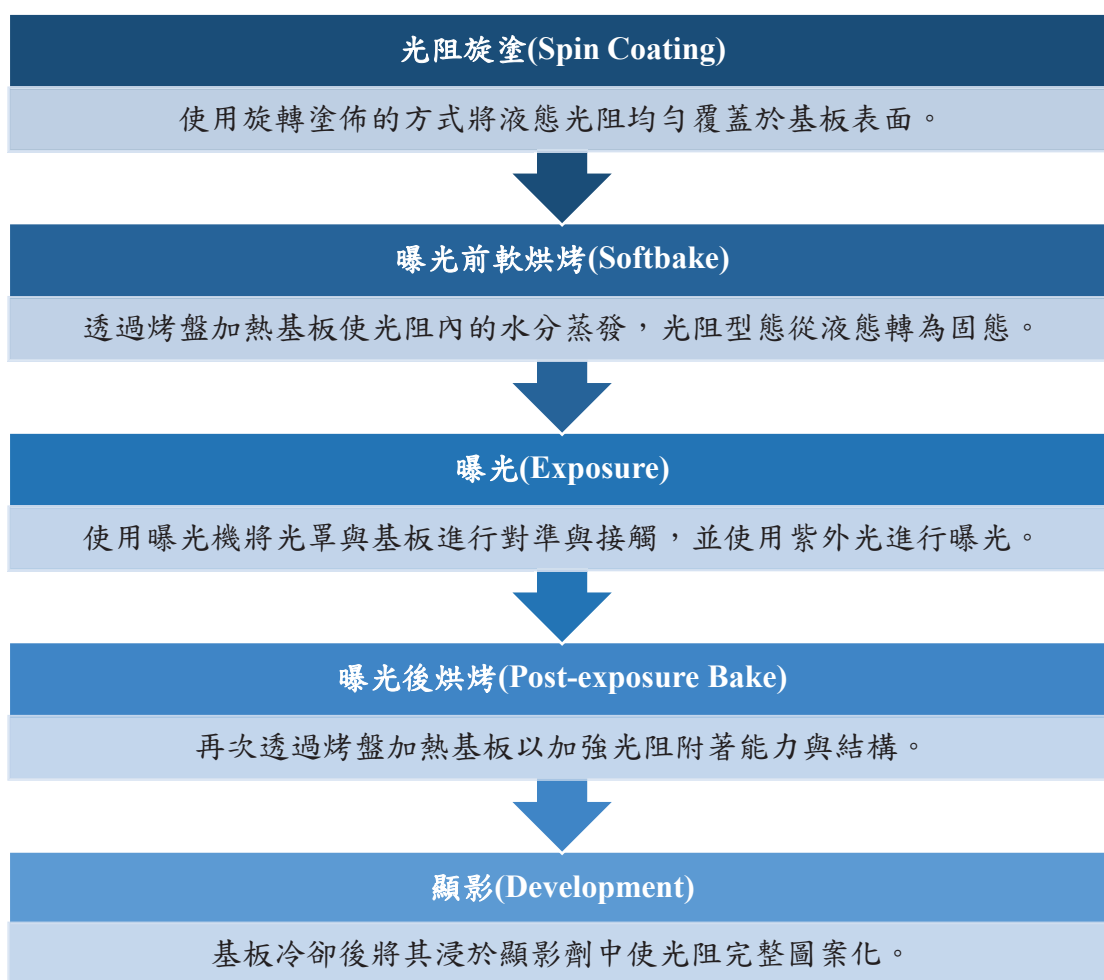 光阻旋塗(Spin Coating)
使用旋轉塗佈的方式將液態光阻均勻覆蓋於基板表面。
曝光前軟烘烤(Softbake)
透過烤盤加熱基板使光阻內的水分蒸發，光阻型態從液態轉為固態。
曝光(Exposure)
使用曝光機將光罩與基板進行對準與接觸，並使用紫外光進行曝光。
曝光後烘烤(Post-exposure Bake)
再次透過烤盤加熱基板以加強光阻附著能力與結構。
顯影(Development)
基板冷卻後將其浸於顯影劑中使光阻完整圖案化。